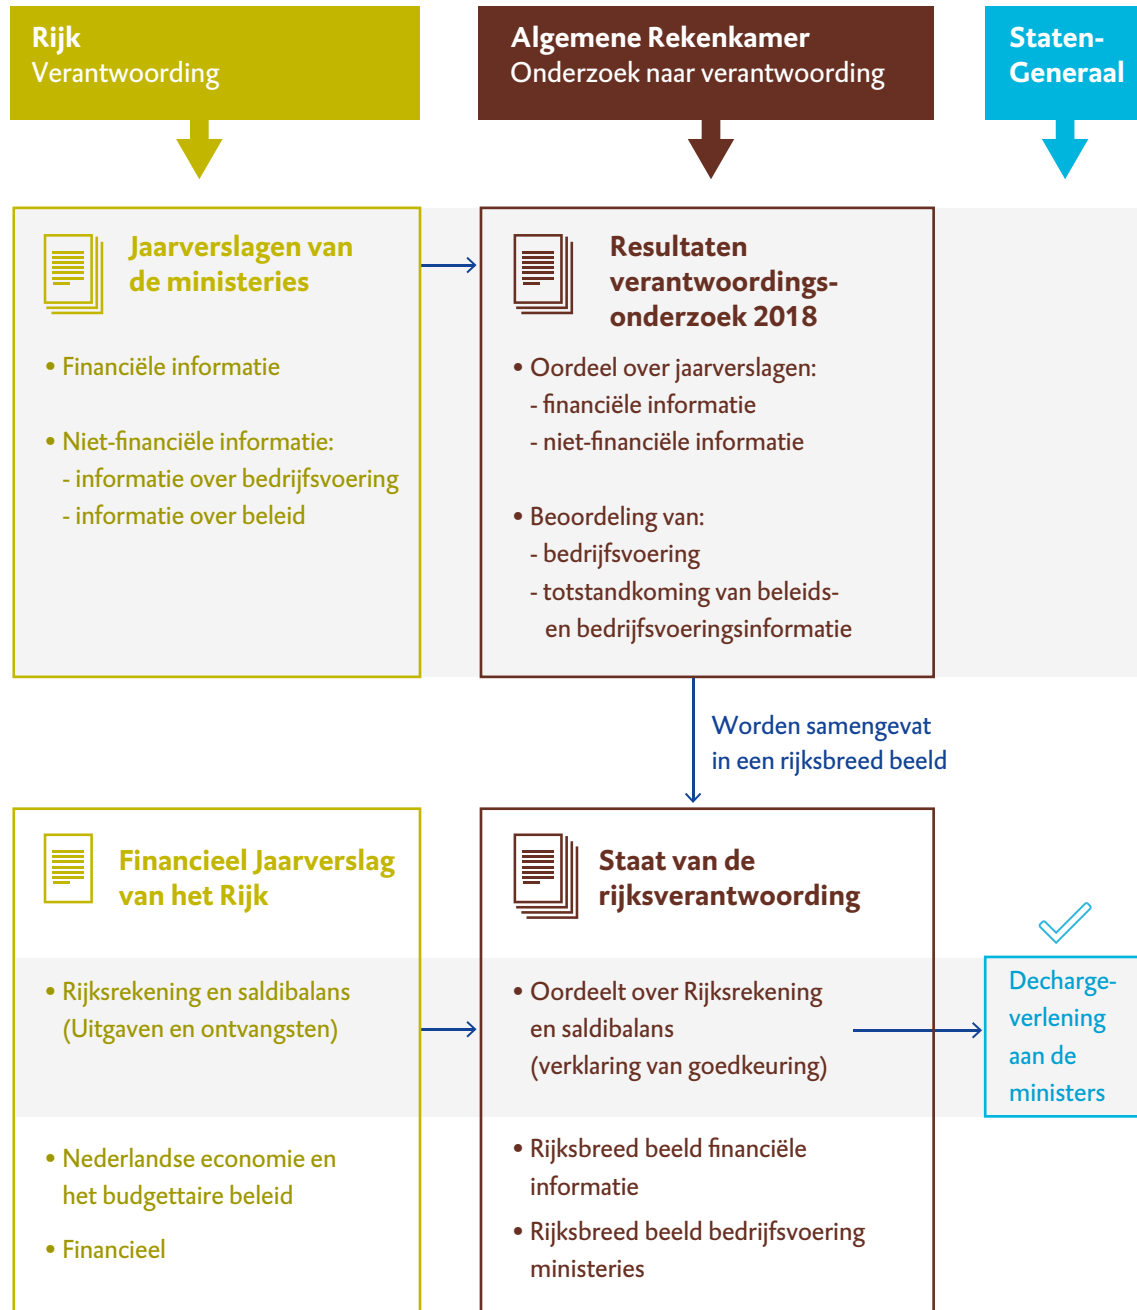 Rijk
Verantwoording
Algemene Rekenkamer
Onderzoek naar verantwoording
Staten-
Generaal
Jaarverslagen van
de ministeries
• Financiële informatie
• Niet-financiële informatie:
- informatie over bedrijfsvoering
- informatie over beleid
Resultaten
verantwoordings-
onderzoek 2018
• Oordeel over jaarverslagen:
- financiële informatie
- niet-financiële informatie
• Beoordeling van:
- bedrijfsvoering
- totstandkoming van beleids-
en bedrijfsvoeringsinformatie
Worden samengevat
in een rijksbreed beeld
Financieel Jaarverslag
van het Rijk
• Rijksrekening en saldibalans
(Uitgaven en ontvangsten)
• Nederlandse economie en
het budgettaire beleid
• Financieel
Staat van de
rijksverantwoording
• Oordeelt over Rijksrekening
en saldibalans
(verklaring van goedkeuring)
• Rijksbreed beeld financiële
informatie
• Rijksbreed beeld bedrijfsvoering
ministeries
Decharge-
verlening
aan de
ministers